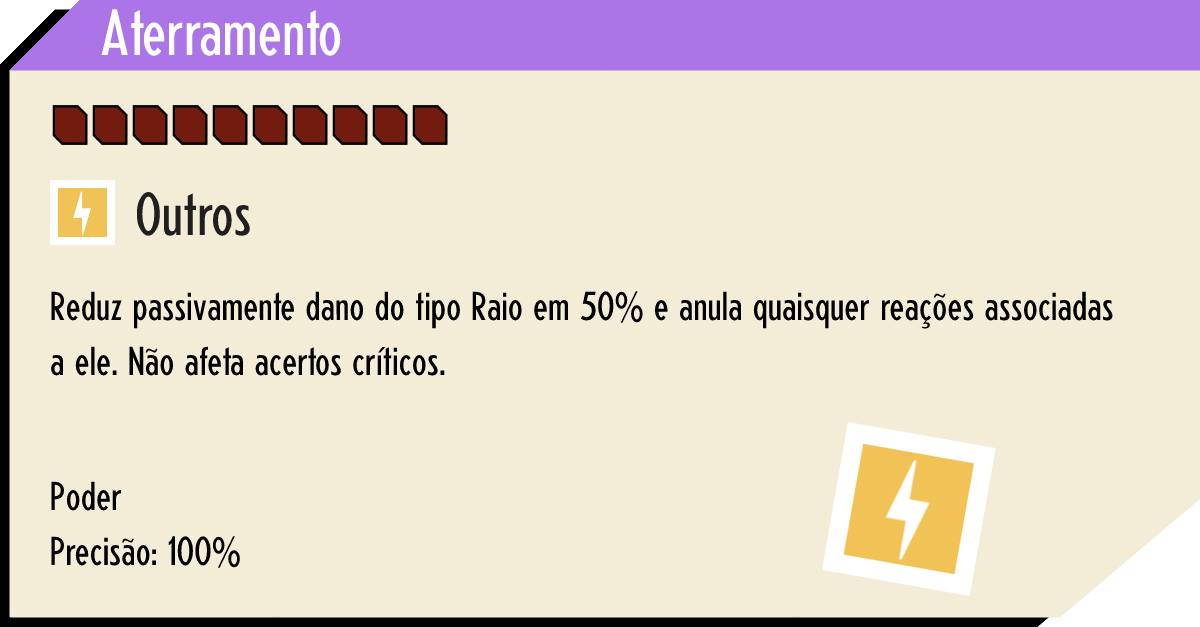 Aterramento
Outros
Reduz passivamente dano do tipo Raio em 50% e anula quaisquer reações associadas
a ele. Não afeta acertos críticos.
Poder
Precisão: 100%